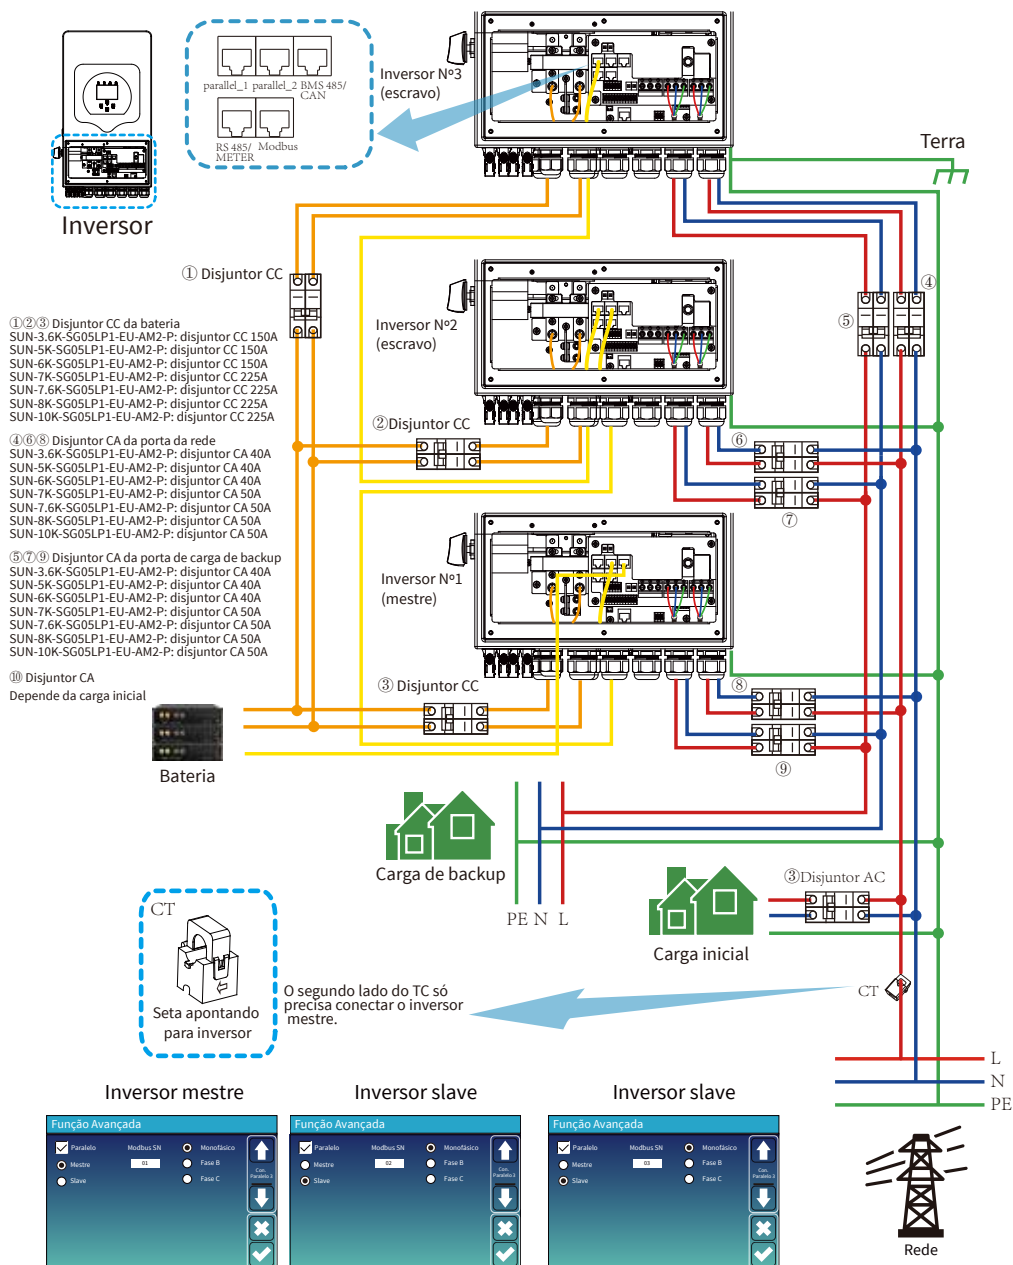 parallel_1 parallel_2 BMS 485/
CAN
RS 485/
METER
Modbus
Inversor
Inversor Nº3
(escravo)
Terra
① Disjuntor CC
④
⑤
①②③ Disjuntor CC da bateria
SUN-3.6K-SG05LP1-EU-AM2-P: disjuntor CC 150A
SUN-5K-SG05LP1-EU-AM2-P: disjuntor CC 150A
SUN-6K-SG05LP1-EU-AM2-P: disjuntor CC 150A
SUN-7K-SG05LP1-EU-AM2-P: disjuntor CC 225A
SUN-7.6K-SG05LP1-EU-AM2-P: disjuntor CC 225A
SUN-8K-SG05LP1-EU-AM2-P: disjuntor CC 225A
SUN-10K-SG05LP1-EU-AM2-P: disjuntor CC 225A
④⑥⑧ Disjuntor CA da porta da rede
SUN-3.6K-SG05LP1-EU-AM2-P: disjuntor CA 40A
SUN-5K-SG05LP1-EU-AM2-P: disjuntor CA 40A
SUN-6K-SG05LP1-EU-AM2-P: disjuntor CA 40A
SUN-7K-SG05LP1-EU-AM2-P: disjuntor CA 50A
SUN-7.6K-SG05LP1-EU-AM2-P: disjuntor CA 50A
SUN-8K-SG05LP1-EU-AM2-P: disjuntor CA 50A
SUN-10K-SG05LP1-EU-AM2-P: disjuntor CA 50A
⑤⑦⑨ Disjuntor CA da porta de carga de backup
SUN-3.6K-SG05LP1-EU-AM2-P: disjuntor CA 40A
SUN-5K-SG05LP1-EU-AM2-P: disjuntor CA 40A
SUN-6K-SG05LP1-EU-AM2-P: disjuntor CA 40A
SUN-7K-SG05LP1-EU-AM2-P: disjuntor CA 50A
SUN-7.6K-SG05LP1-EU-AM2-P: disjuntor CA 50A
SUN-8K-SG05LP1-EU-AM2-P: disjuntor CA 50A
SUN-10K-SG05LP1-EU-AM2-P: disjuntor CA 50A
⑩ Disjuntor CA
Depende da carga inicial
Inversor Nº2
(escravo)
②Disjuntor CC
⑥
⑦
Inversor Nº1
(mestre)
③ Disjuntor CC
⑧
⑨
Bateria
Carga de backup
PE N L
③Disjuntor AC
Carga inicial
CT
Seta apontando
para inversor
O segundo lado do TC só
precisa conectar o inversor
mestre.
CT
L
N
PE
Rede
Inversor mestre
Função Avançada
Paralelo
Mestre
Slave
Modbus SN
01
Monofásico
Fase B
Fase C
Con.
Paralelo 3
Inversor slave
Função Avançada
Paralelo
Mestre
Slave
Modbus SN
02
Monofásico
Fase B
Fase C
Con.
Paralelo 3
Inversor slave
Função Avançada
Paralelo
Mestre
Slave
Modbus SN
03
Monofásico
Fase B
Fase C
Con.
Paralelo 3